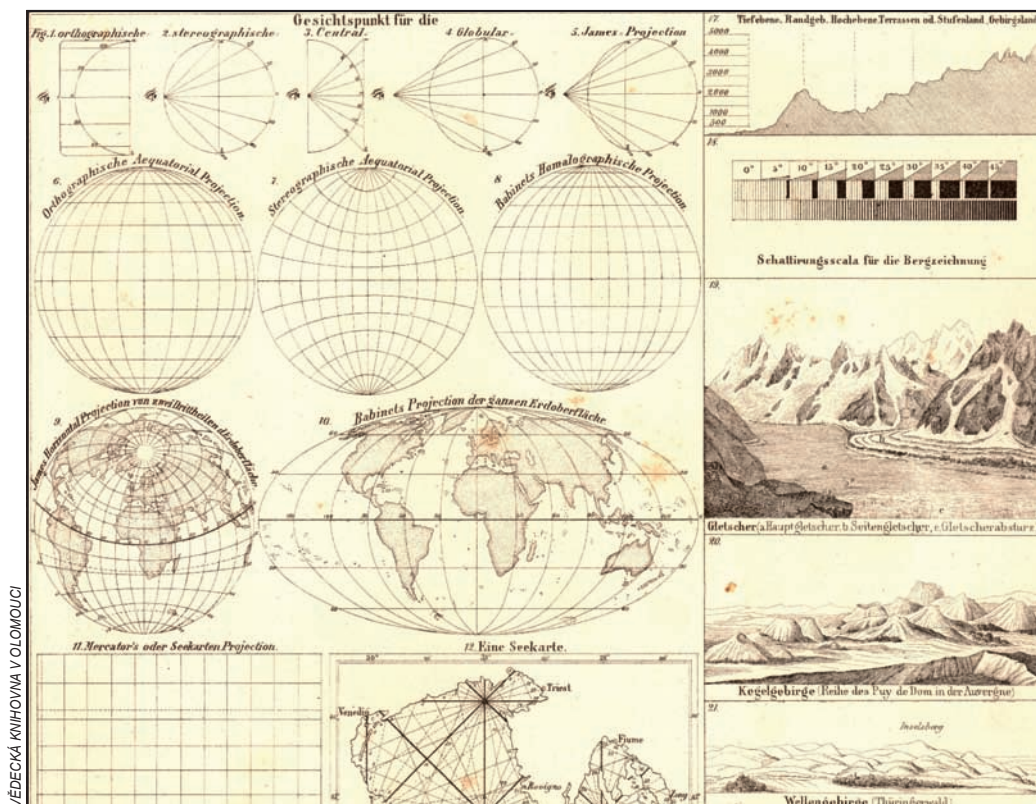 Gesichtspunkt für die
Fig. 1. orthographische
2. stereographische
3. Central-
4 Globular-
5. James-Projection
6.
Orthographische Aequatorial Projection.
7.
Stereographische Aequatorial Projection.
8
Babinets Homalographische Projection.
9.
James Horizontal Projection von zwei Dritttheilen d. Erdoberfläche.
10.
Babinets Projection der ganzen Erdoberfläche
11. Mercator's oder Seekarten Projection.
12. Eine Seekarte.
Venedig
Triest
Fiume
Rovigno
17. Tiefebene. Randgeb. Hochebene. Terrassen od. Stufenland. Gebirgsland
5000
4000
3000
2000
1000
500
18.
0° 5° 10° 15° 20° 25° 30° 35° 40° 45°
Schattirungsscala für die Bergzeichnung
19.
Gletscher (a. Hauptgletscher. b. Seitengletscher, c. Gletscherabsturz
20.
Kegelgebirge (Reihe des Puy de Dom in der Auvergne)
21.
Inselsberg
Wellengebirge (Thüringerwald)
VĚDECKÁ KNIHOVNA V OLOMOUCI